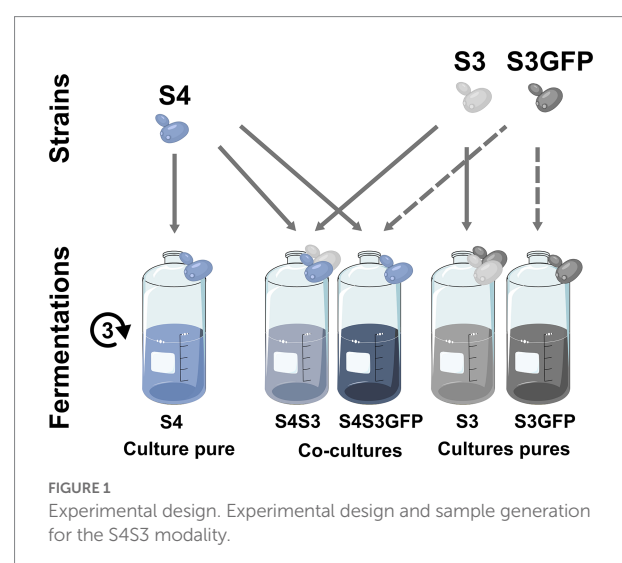 S3 S3GFP
S4
Strains
Fermentations
3
S4 S4S3 S4S3GFP S3 S3GFP
Culture pure Co-cultures Cultures pures
FIGURE 1
Experimental design. Experimental design and sample generation
for the S4S3 modality.